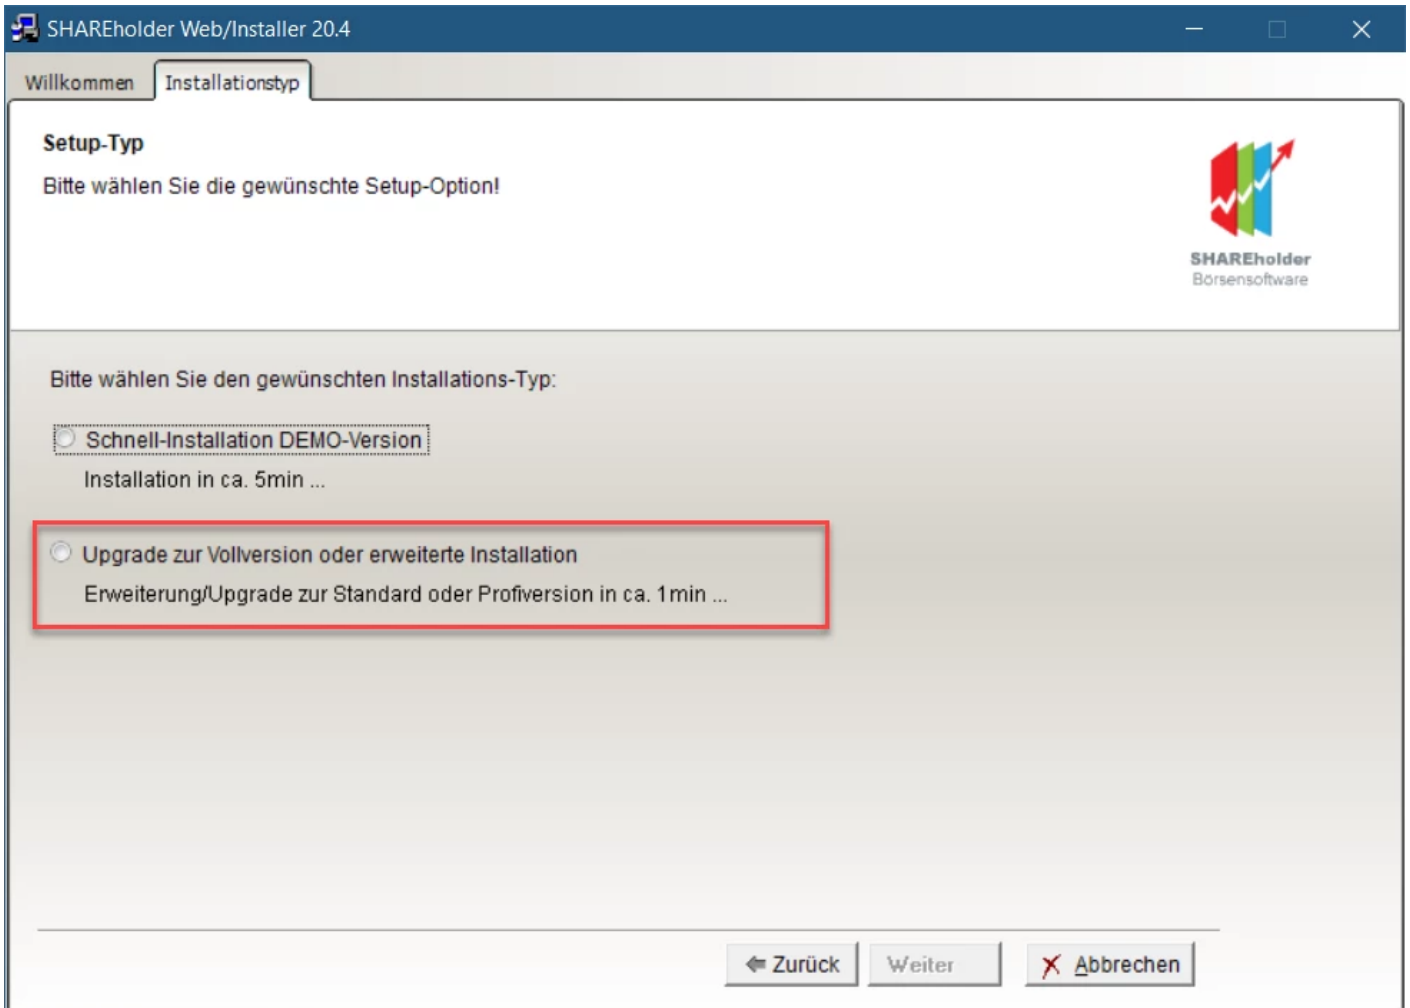 SHAREholder Web/Installer 20.4
Willkommen
Installationstyp
Setup-Typ
Bitte wählen Sie die gewünschte Setup-Option!
SHAREholder
Börsensoftware
Bitte wählen Sie den gewünschten Installations-Typ:
Schnell-Installation DEMO-Version
Installation in ca. 5min ...
Upgrade zur Vollversion oder erweiterte Installation
Erweiterung/Upgrade zur Standard oder Profiversion in ca. 1min ...
Zurück
Weiter
Abbrechen